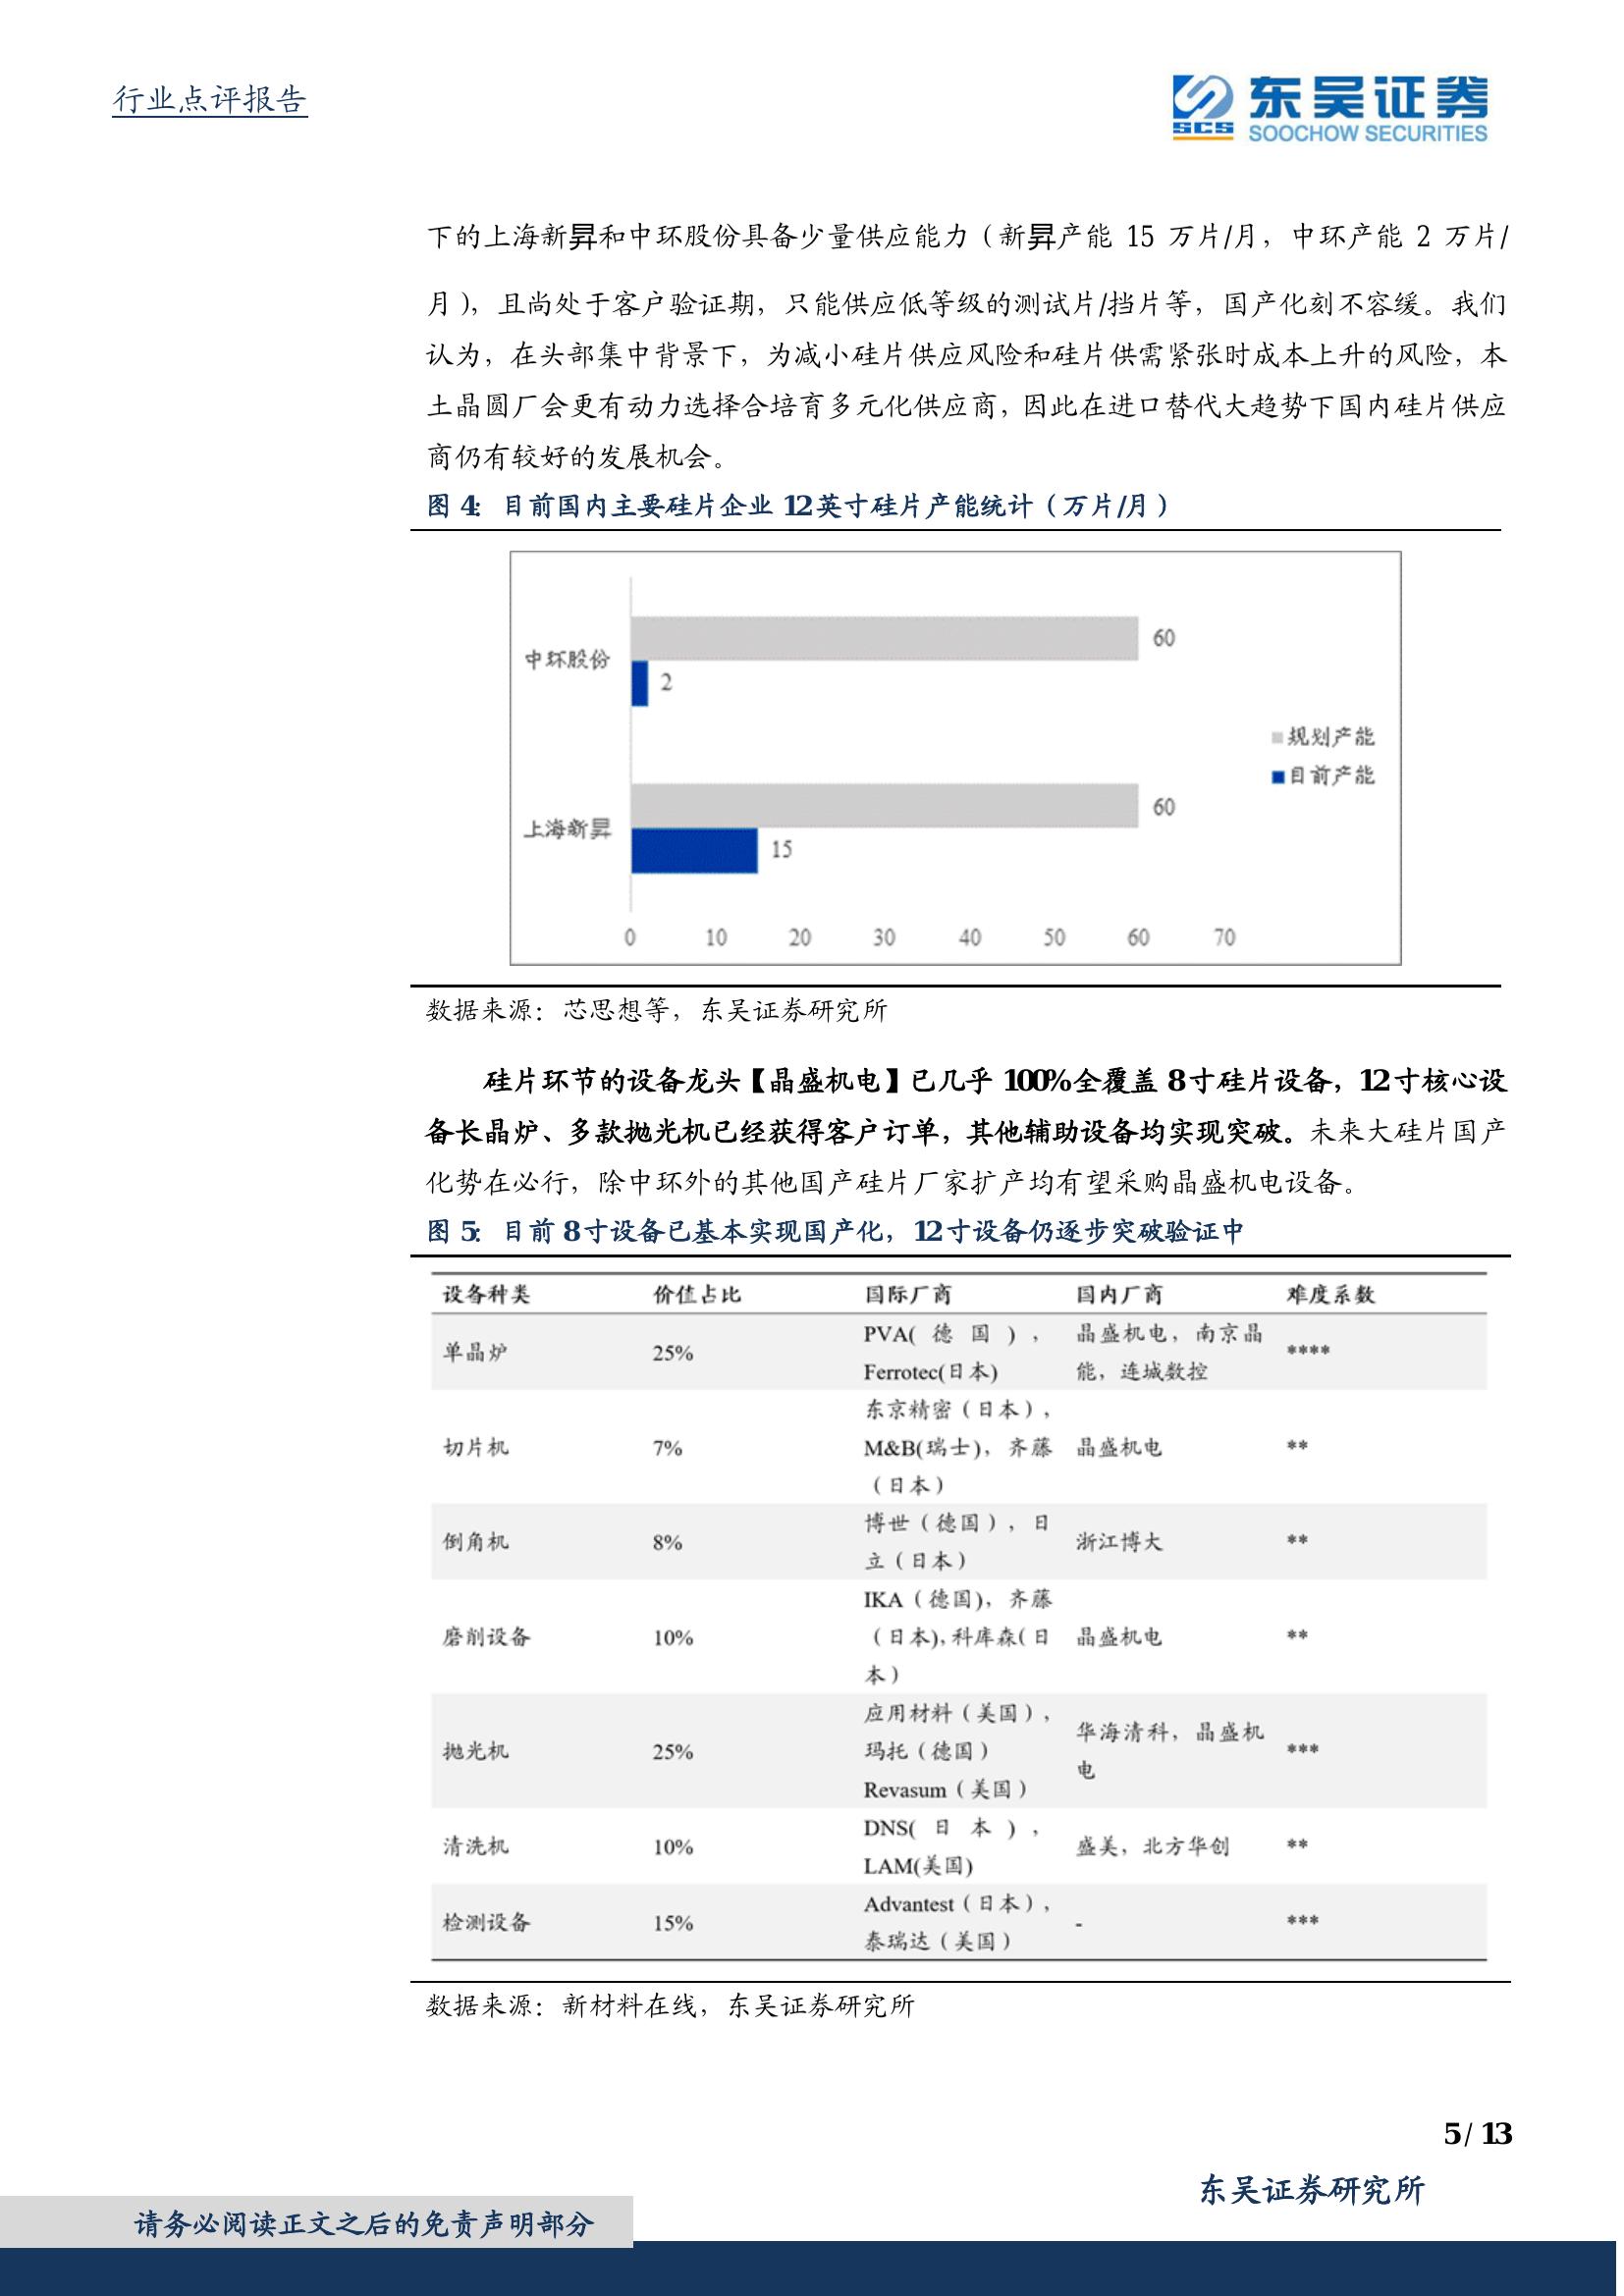 行业点评报告
东吴证券
SCS
SOOCHOW SECURITIES
下的上海新昇和中环股份具备少量供应能力（新昇产能 15 万片/月，中环产能 2 万片/
月），且尚处于客户验证期，只能供应低等级的测试片/挡片等，国产化刻不容缓。我们
认为，在头部集中背景下，为减小硅片供应风险和硅片供需紧张时成本上升的风险，本
土晶圆厂会更有动力选择合培育多元化供应商，因此在进口替代大趋势下国内硅片供应
商仍有较好的发展机会。
图 4： 目前国内主要硅片企业 12 英寸硅片产能统计（万片/月）
中环股份
60
2
规划产能
目前产能
上海新昇
60
15
0 10 20 30 40 50 60 70
数据来源：芯思想等，东吴证券研究所
硅片环节的设备龙头【晶盛机电】已几乎 100%全覆盖 8 寸硅片设备，12 寸核心设
备长晶炉、多款抛光机已经获得客户订单，其他辅助设备均实现突破。未来大硅片国产
化势在必行，除中环外的其他国产硅片厂家扩产均有望采购晶盛机电设备。
图 5： 目前 8 寸设备已基本实现国产化，12 寸设备仍逐步突破验证中
设备种类 价值占比 国际厂商 国内厂商 难度系数
单晶炉 25% PVA(德国)， 晶盛机电，南京晶 ****
Ferrotec(日本) 能，连城数控
东京精密（日本），
切片机 7% M&B(瑞士)，齐藤 晶盛机电 **
（日本）
倒角机 8% 博世（德国），日 浙江博大 **
立（日本）
IKA（德国)，齐藤
磨削设备 10% （日本),科库森(日 晶盛机电 **
本）
应用材料（美国），
抛光机 25% 玛托（德国） 华海清科，晶盛机 ***
Revasum（美国） 电
清洗机 10% DNS(日本)， 盛美，北方华创 **
LAM(美国)
检测设备 15% Advantest（日本）， - ***
泰瑞达（美国）
数据来源：新材料在线，东吴证券研究所
5 / 13
东吴证券研究所
请务必阅读正文之后的免责声明部分